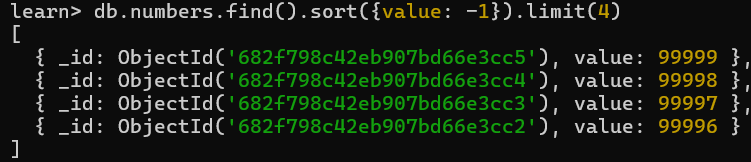 learn> db.numbers.find().sort({value: -1}).limit(4)
[
  { _id: ObjectId('682f798c42eb907bd66e3cc5'), value: 99999 },
  { _id: ObjectId('682f798c42eb907bd66e3cc4'), value: 99998 },
  { _id: ObjectId('682f798c42eb907bd66e3cc3'), value: 99997 },
  { _id: ObjectId('682f798c42eb907bd66e3cc2'), value: 99996 }
]